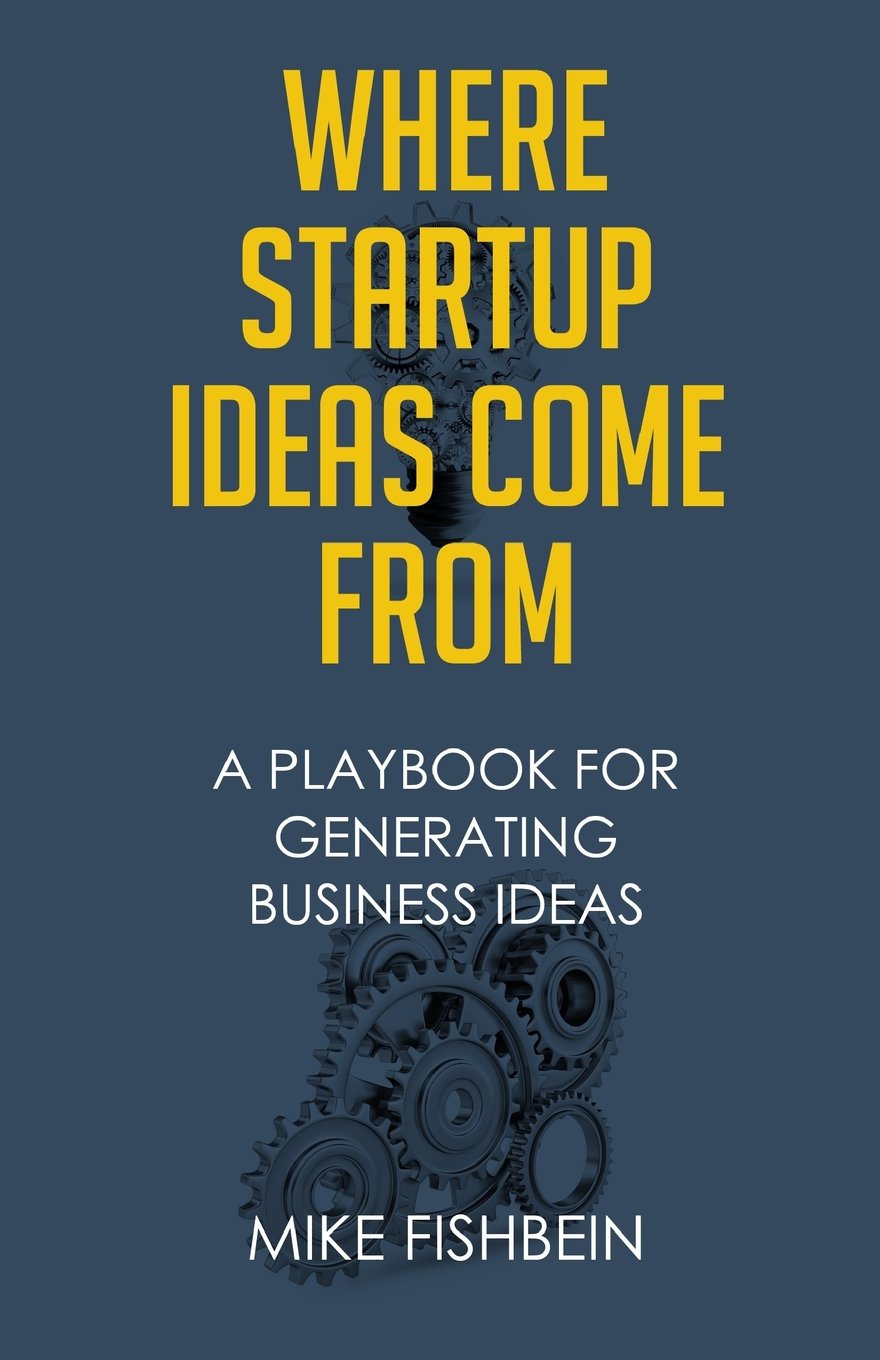 WHERE
STARTUP
IDEAS COME
FROM
A PLAYBOOK FOR
GENERATING
BUSINESS IDEAS
MIKE FISHBEIN